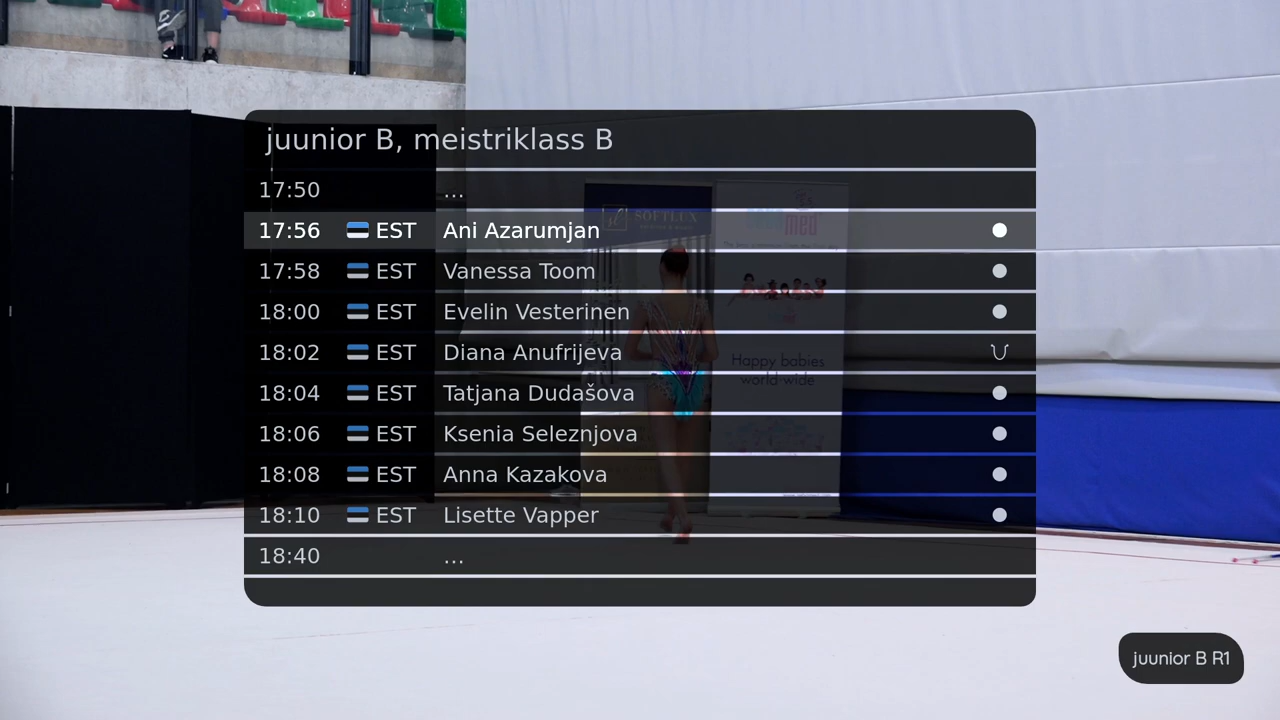 juunior B, meistriklass B
17:50 ...
17:56 EST Ani Azarumjan
17:58 EST Vanessa Toom
18:00 EST Evelin Vesterinen
18:02 EST Diana Anufrijeva
18:04 EST Tatjana Dudašova
18:06 EST Ksenia Seleznjova
18:08 EST Anna Kazakova
18:10 EST Lisette Vapper
18:40 ...
SOFTLUX
med
Happy babies
world-wide
juunior B R1